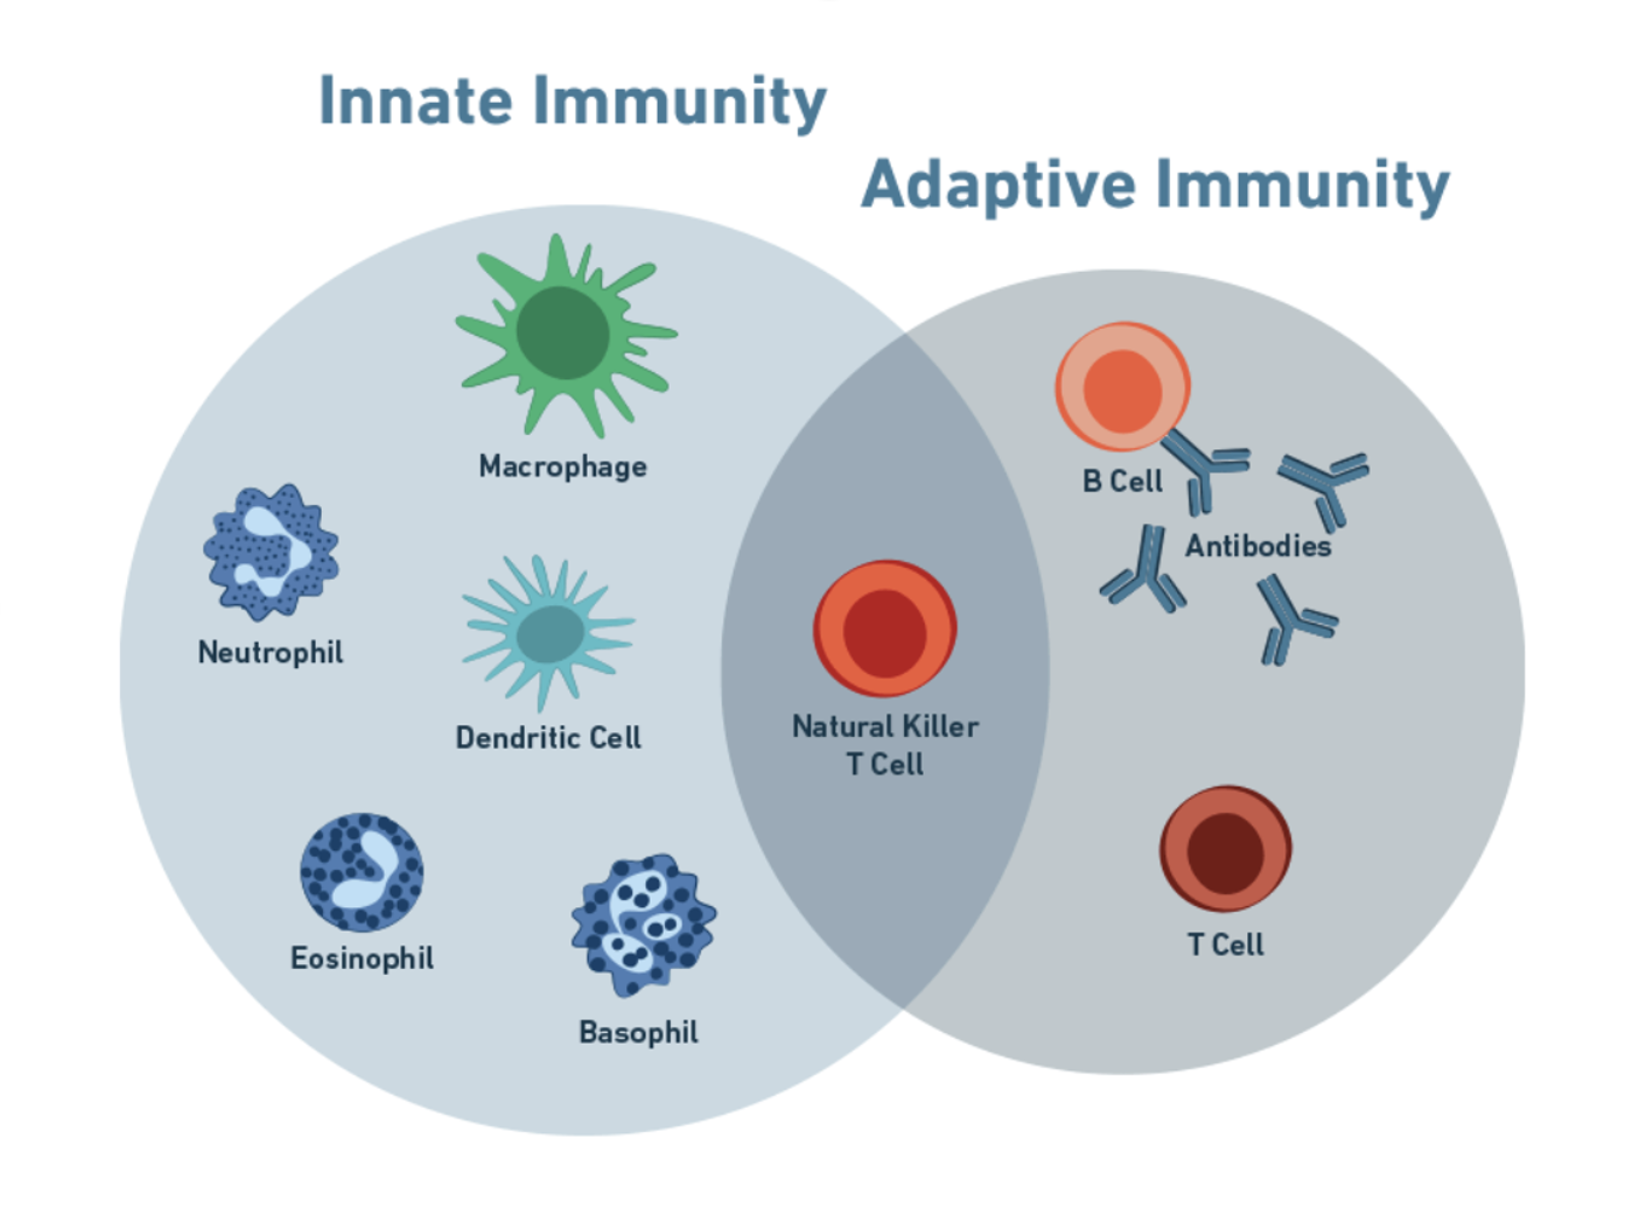 Innate Immunity
Adaptive Immunity
Macrophage
Neutrophil
Dendritic Cell
Eosinophil
Basophil
Natural Killer
T Cell
B Cell
Antibodies
T Cell